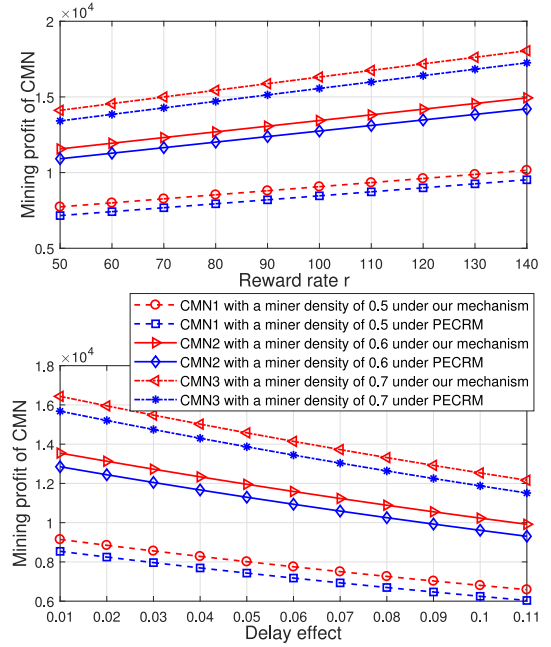 ×10⁴
2
1.5
1
0.5
Mining profit of CMN
50 60 70 80 90 100 110 120 130 140
Reward rate r
CMN1 with a miner density of 0.5 under our mechanism
CMN1 with a miner density of 0.5 under PECRM
CMN2 with a miner density of 0.6 under our mechanism
CMN2 with a miner density of 0.6 under PECRM
CMN3 with a miner density of 0.7 under our mechanism
CMN3 with a miner density of 0.7 under PECRM
×10⁴
1.8
1.6
1.4
1.2
1
0.8
0.6
Mining profit of CMN
0.01 0.02 0.03 0.04 0.05 0.06 0.07 0.08 0.09 0.10 0.11
Delay effect